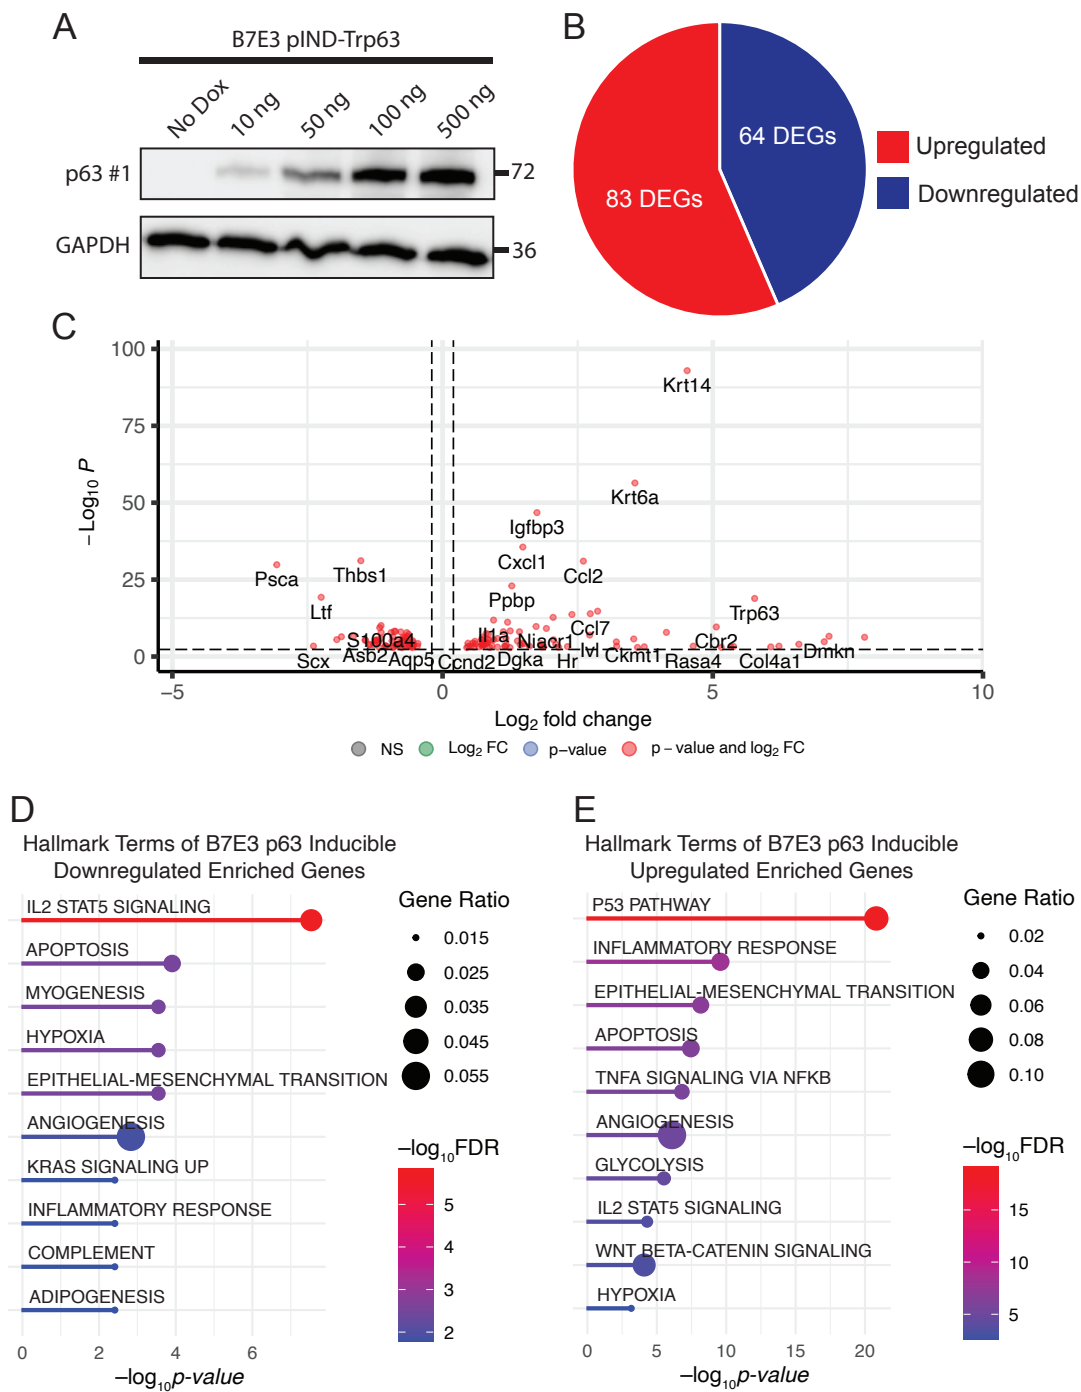 A
B7E3 pIND-Trp63
No Dox
10 ng
50 ng
100 ng
500 ng
p63 #1
72
GAPDH
36
B
64 DEGs
83 DEGs
Upregulated
Downregulated
C
100
75
50
25
0
−Log10 P
Krt14
Krt6a
Igfbp3
Cxcl1
Ccl2
Psca
Thbs1
Ltf
Ppbp
Trp63
S100a4
Il1a
Niacr1
Ccl7
Ivl
Cbr2
Dmkn
Scx
Asb2
Aqp5
Ccnd2
Dgka
Hr
Ckmt1
Rasa4
Col4a1
−5
0
5
10
Log2 fold change
NS
Log2 FC
p-value
p − value and log2 FC
D
Hallmark Terms of B7E3 p63 Inducible
Downregulated Enriched Genes
IL2 STAT5 SIGNALING
APOPTOSIS
MYOGENESIS
HYPOXIA
EPITHELIAL-MESENCHYMAL TRANSITION
ANGIOGENESIS
KRAS SIGNALING UP
INFLAMMATORY RESPONSE
COMPLEMENT
ADIPOGENESIS
0
2
4
6
−log10p-value
Gene Ratio
0.015
0.025
0.035
0.045
0.055
−log10FDR
5
4
3
2
E
Hallmark Terms of B7E3 p63 Inducible
Upregulated Enriched Genes
P53 PATHWAY
INFLAMMATORY RESPONSE
EPITHELIAL-MESENCHYMAL TRANSITION
APOPTOSIS
TNFA SIGNALING VIA NFKB
ANGIOGENESIS
GLYCOLYSIS
IL2 STAT5 SIGNALING
WNT BETA-CATENIN SIGNALING
HYPOXIA
0
5
10
15
20
−log10p-value
Gene Ratio
0.02
0.04
0.06
0.08
0.10
−log10FDR
15
10
5